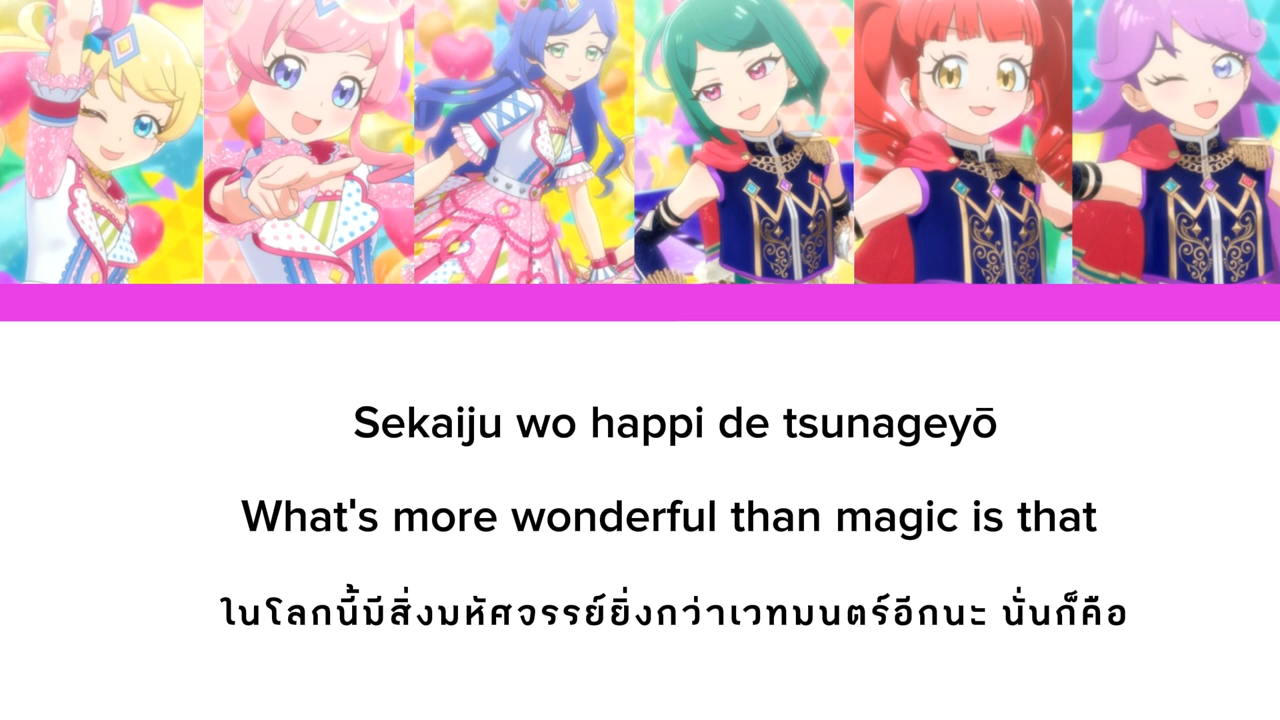 Sekaiju wo happi de tsunageyō
What's more wonderful than magic is that
ในโลกนี้มีสิ่งมหัศจรรย์ยิ่งกว่าเวทมนตร์อีกนะ นั่นก็คือ